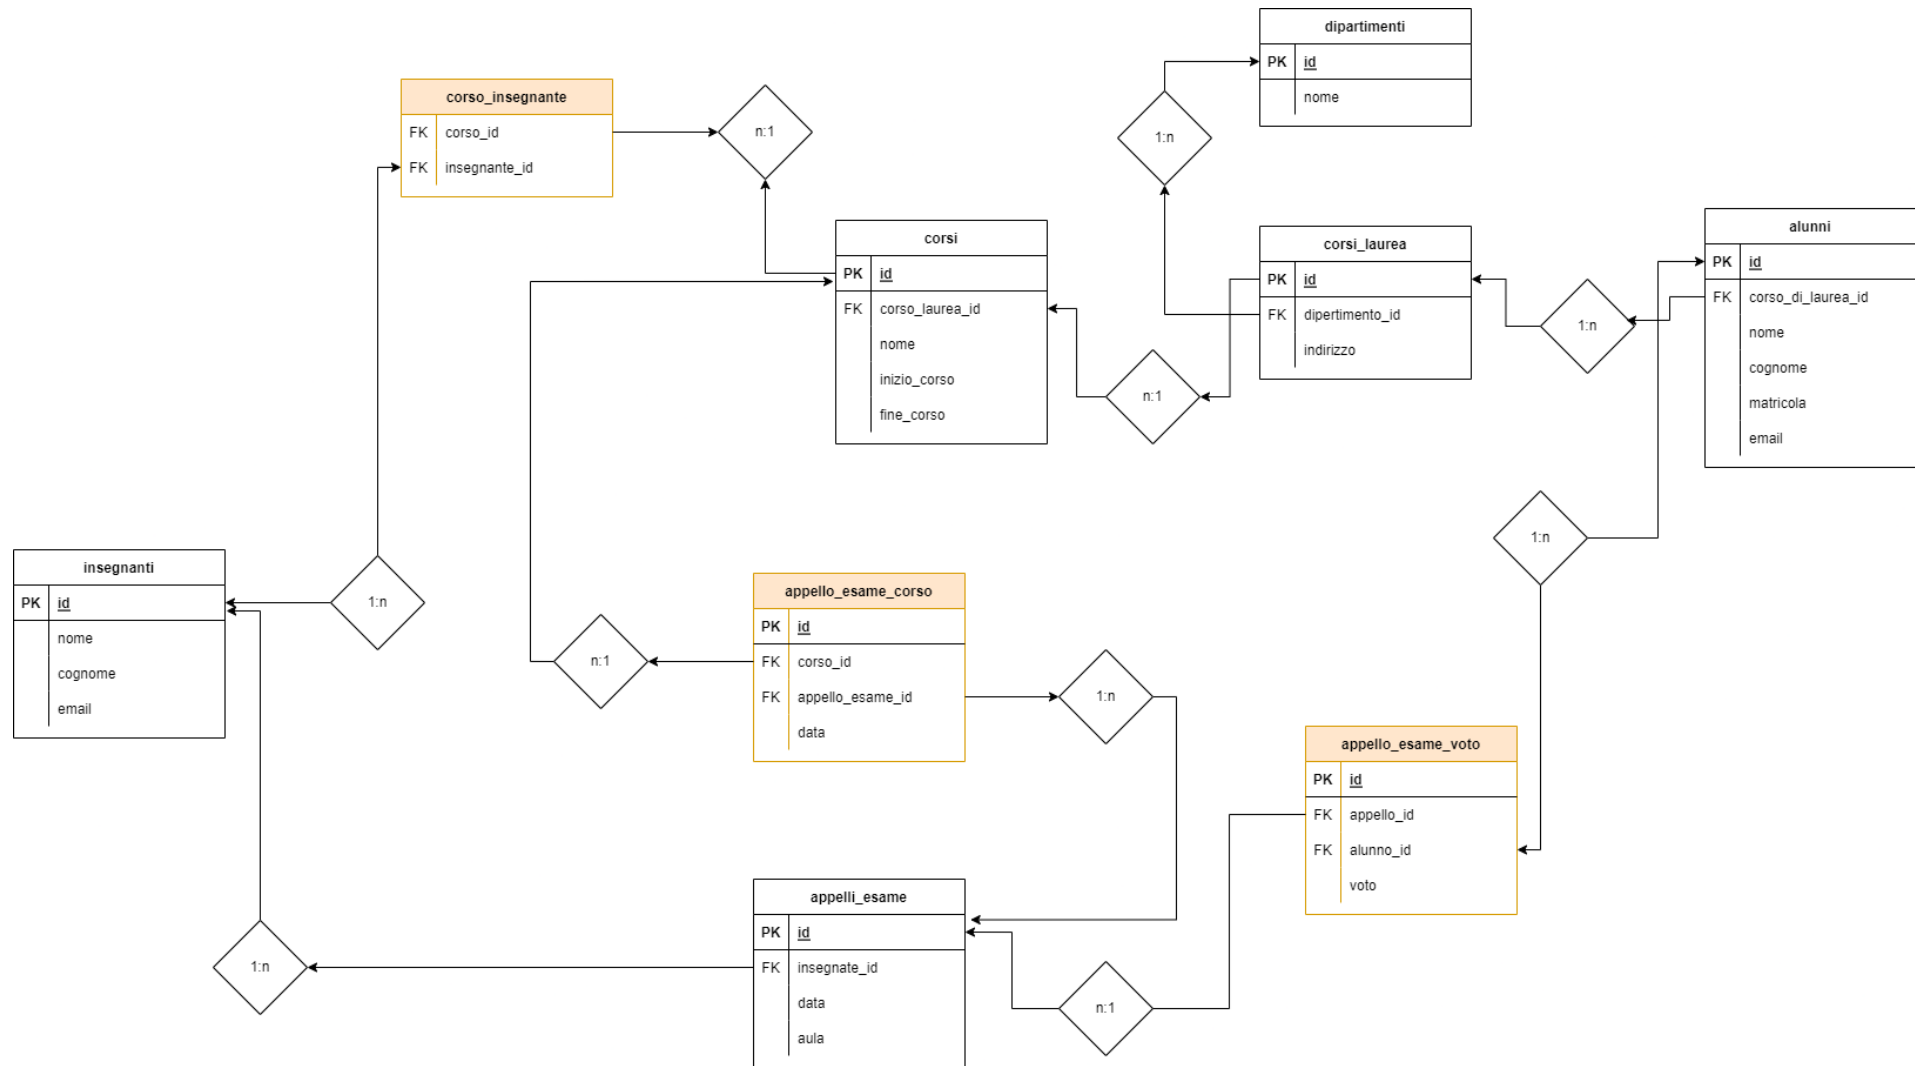 dipartimenti
PK id
nome
1:n
corso_insegnante
FK corso_id
FK insegnante_id
n:1
corsi
PK id
FK corso_laurea_id
nome
inizio_corso
fine_corso
corsi_laurea
PK id
FK dipertimento_id
indirizzo
n:1
1:n
alunni
PK id
FK corso_di_laurea_id
nome
cognome
matricola
email
1:n
insegnanti
PK id
nome
cognome
email
1:n
n:1
appello_esame_corso
PK id
FK corso_id
FK appello_esame_id
data
1:n
appello_esame_voto
PK id
FK appello_id
FK alunno_id
voto
1:n
appelli_esame
PK id
FK insegnate_id
data
aula
n:1